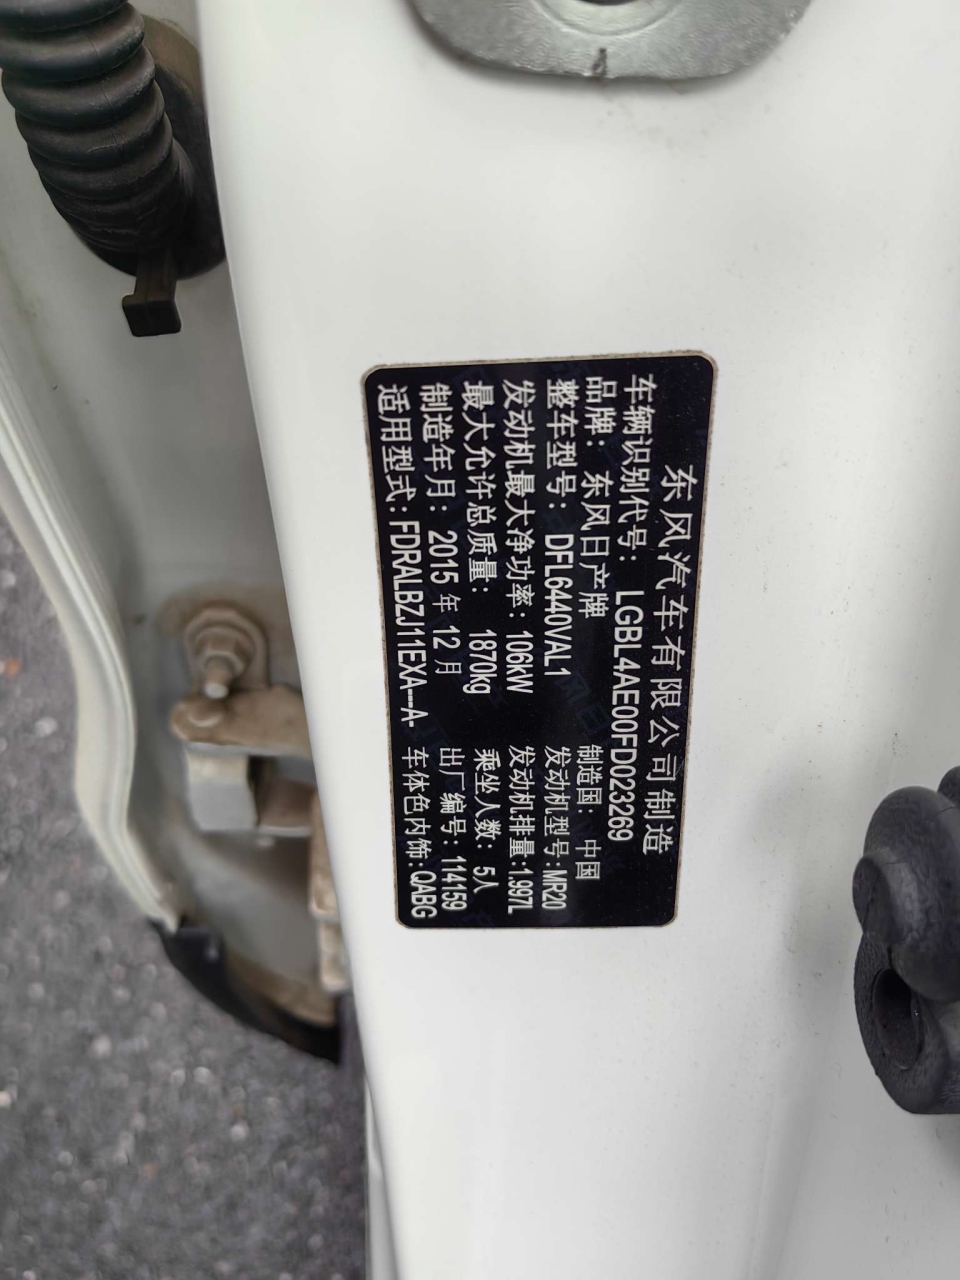 东风汽车有限公司制造
车辆识别代号: LGBL4AE00FD023269
品牌: 东风日产牌 制造国: 中国
整车型号: DFL6440VAL1 发动机型号:MR20
发动机最大净功率: 106kW 发动机排量:1.997L
最大允许总质量: 1870kg 乘坐人数: 5人
制造年月: 2015年12月 出厂编号: 114159
适用型式: FDRALBZJ11EXA---A- 车体色内饰:QABG